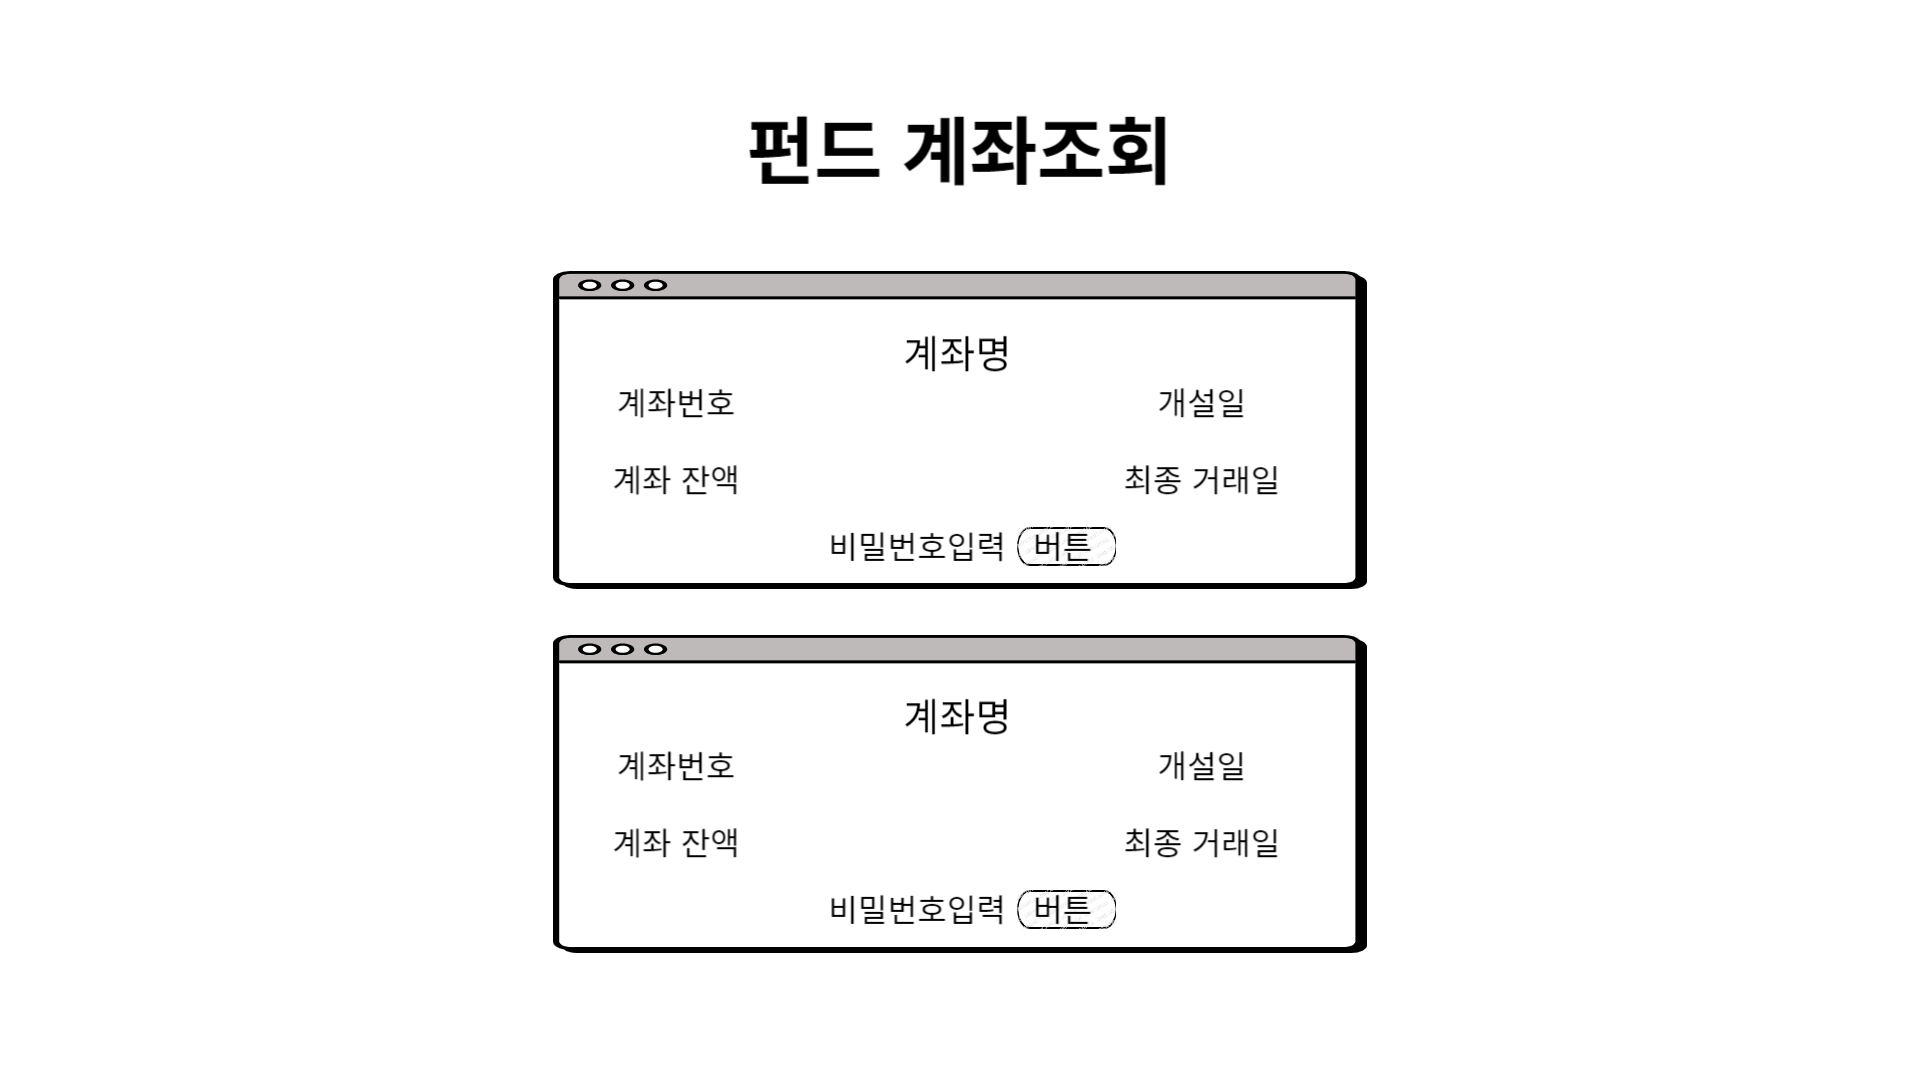 펀드 계좌조회
계좌명
계좌번호 개설일
계좌 잔액 최종 거래일
비밀번호입력 버튼
계좌명
계좌번호 개설일
계좌 잔액 최종 거래일
비밀번호입력 버튼